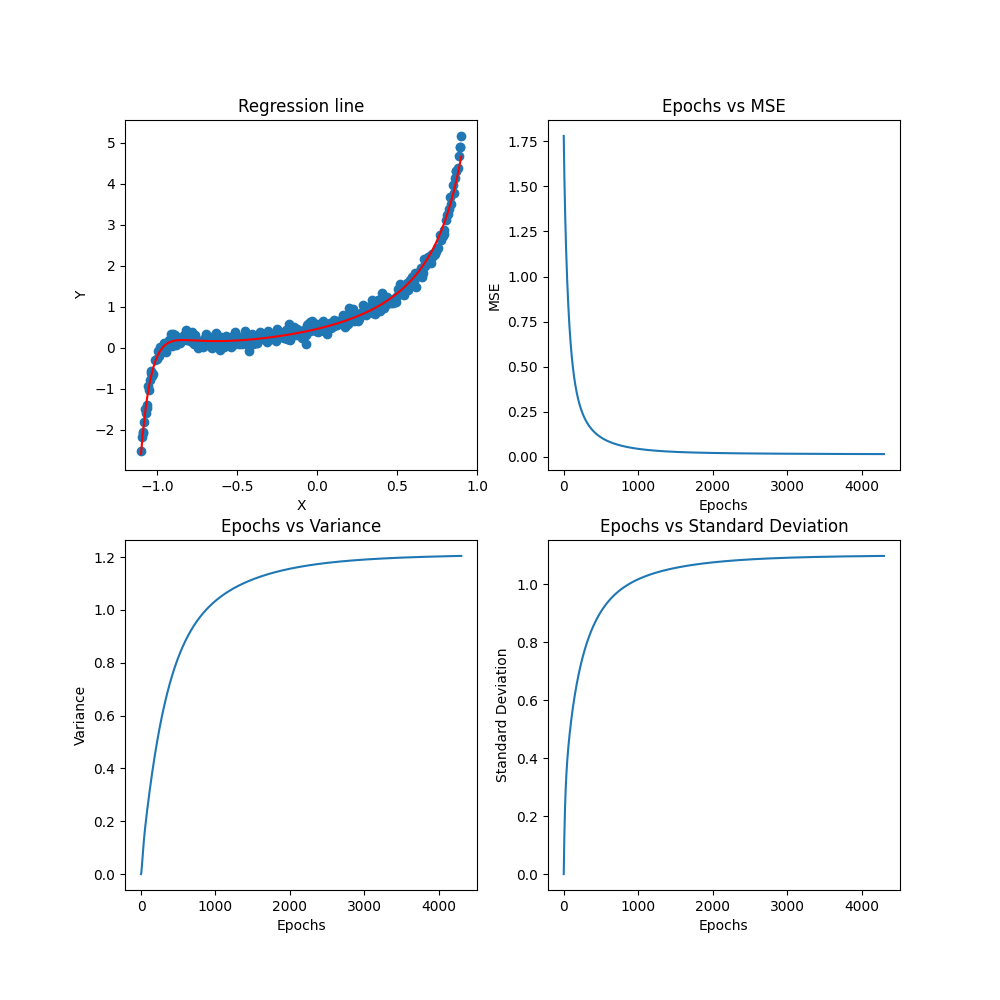 Regression line
5
4
3
2
1
0
−1
−2
Y
−1.0 −0.5 0.0 0.5 1.0
X
Epochs vs MSE
1.75
1.50
1.25
1.00
0.75
0.50
0.25
0.00
MSE
0 1000 2000 3000 4000
Epochs
Epochs vs Variance
1.2
1.0
0.8
0.6
0.4
0.2
0.0
Variance
0 1000 2000 3000 4000
Epochs
Epochs vs Standard Deviation
1.0
0.8
0.6
0.4
0.2
0.0
Standard Deviation
0 1000 2000 3000 4000
Epochs